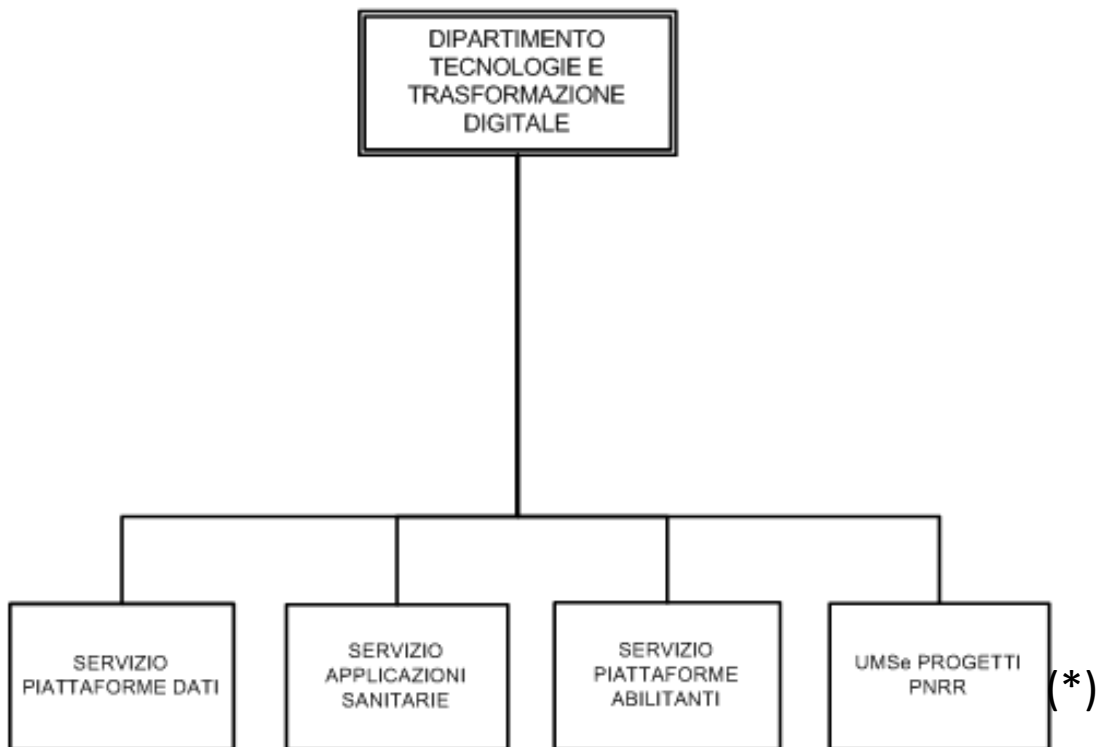 DIPARTIMENTO
TECNOLOGIE E
TRASFORMAZIONE
DIGITALE
SERVIZIO
PIATTAFORME DATI
SERVIZIO
APPLICAZIONI
SANITARIE
SERVIZIO
PIATTAFORME
ABILITANTI
UMSe PROGETTI
PNRR
(*)